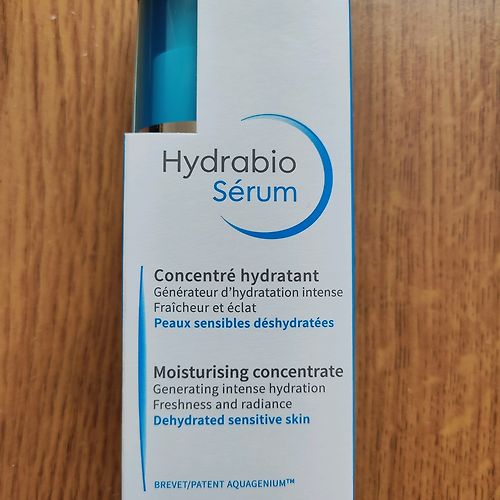 Hydrabio
Sérum
Concentré hydratant
Générateur d'hydratation intense
Fraîcheur et éclat
Peaux sensibles déshydratées
Moisturising concentrate
Generating intense hydration
Freshness and radiance
Dehydrated sensitive skin
BREVET/PATENT AQUAGENIUM™